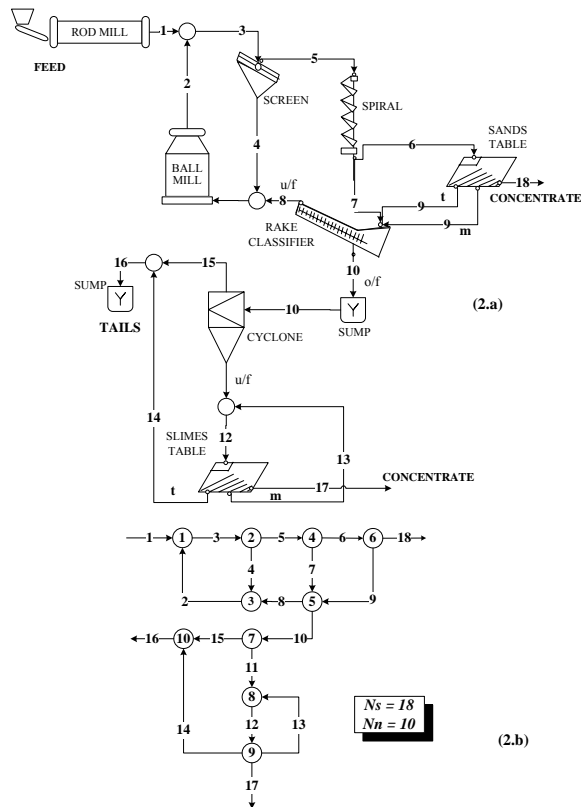 ROD MILL
1
3
5
FEED
2
SCREEN
SPIRAL
SANDS
TABLE
6
4
18
CONCENTRATE
BALL
MILL
u/f
8
7
t
9
9
m
RAKE
CLASSIFIER
10
o/f
16
15
SUMP
TAILS
10
SUMP
(2.a)
CYCLONE
u/f
14
12
SLIMES
TABLE
13
17
CONCENTRATE
t
m
1
1
3
2
5
4
6
6
18
4
7
2
3
8
5
9
16
10
15
7
10
11
8
14
12
13
9
17
Ns = 18
Nn = 10
(2.b)